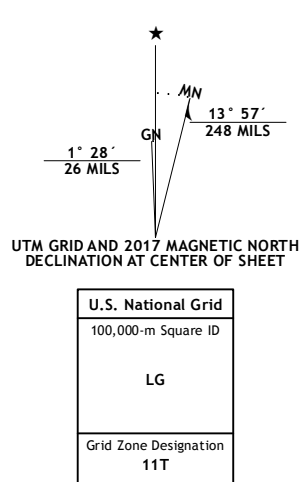 ★
MN
13° 57´
248 MILS
GN
1° 28´
26 MILS
UTM GRID AND 2017 MAGNETIC NORTH
DECLINATION AT CENTER OF SHEET
U.S. National Grid
100,000-m Square ID
LG
Grid Zone Designation
11T